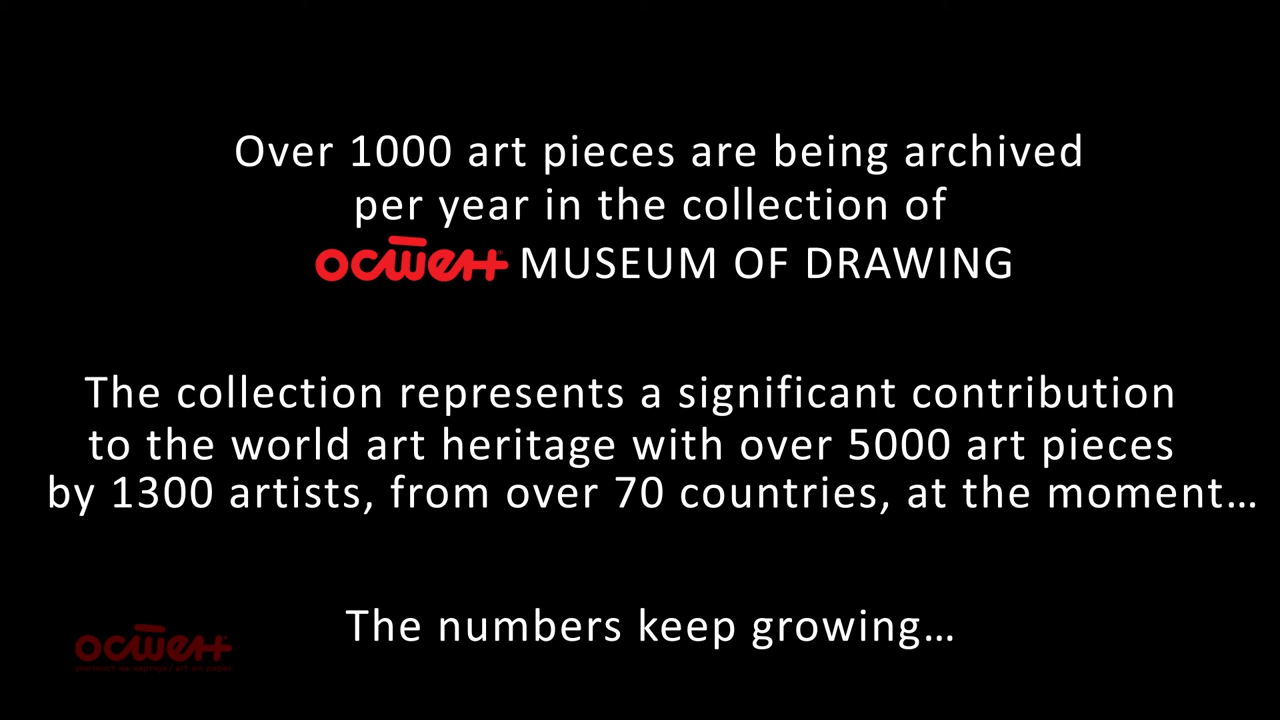 Over 1000 art pieces are being archived
per year in the collection of
остен MUSEUM OF DRAWING
The collection represents a significant contribution
to the world art heritage with over 5000 art pieces
by 1300 artists, from over 70 countries, at the moment…
The numbers keep growing…
остен